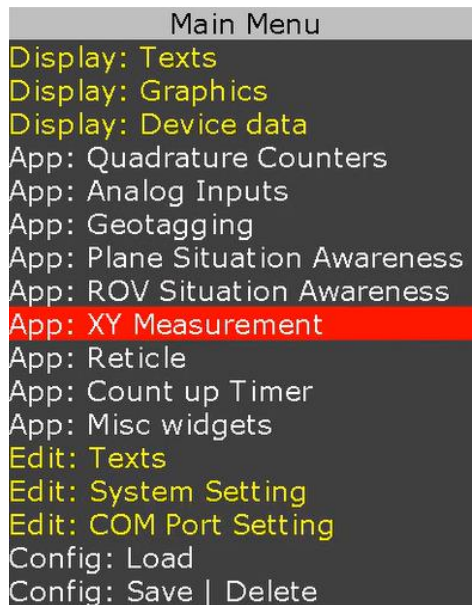 Main Menu
Display: Texts
Display: Graphics
Display: Device data
App: Quadrature Counters
App: Analog Inputs
App: Geotagging
App: Plane Situation Awareness
App: ROV Situation Awareness
App: XY Measurement
App: Reticle
App: Count up Timer
App: Misc widgets
Edit: Texts
Edit: System Setting
Edit: COM Port Setting
Config: Load
Config: Save | Delete